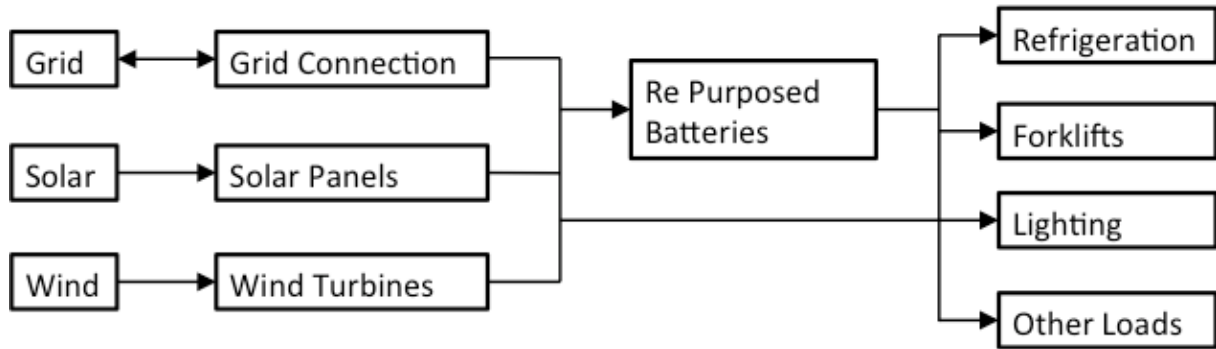 Grid
Grid Connection
Re Purposed
Batteries
Refrigeration
Solar
Solar Panels
Forklifts
Lighting
Wind
Wind Turbines
Other Loads